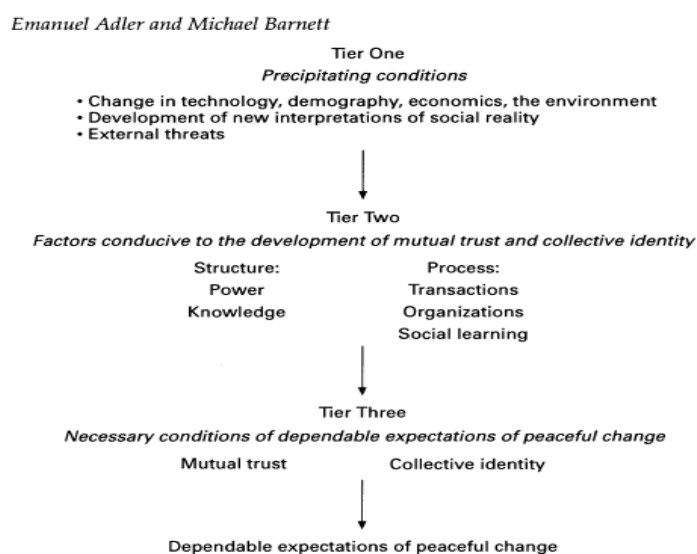 Emanuel Adler and Michael Barnett
Tier One
Precipitating conditions
• Change in technology, demography, economics, the environment
• Development of new interpretations of social reality
• External threats
Tier Two
Factors conducive to the development of mutual trust and collective identity
Structure: Process:
Power Transactions
Knowledge Organizations
Social learning
Tier Three
Necessary conditions of dependable expectations of peaceful change
Mutual trust Collective identity
Dependable expectations of peaceful change